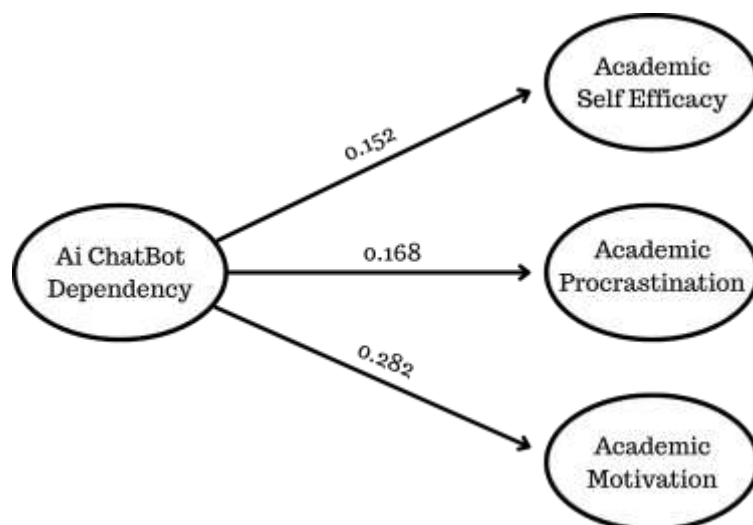 Academic
Self Efficacy
0.152
Ai ChatBot
Dependency
0.168
Academic
Procrastination
0.282
Academic
Motivation